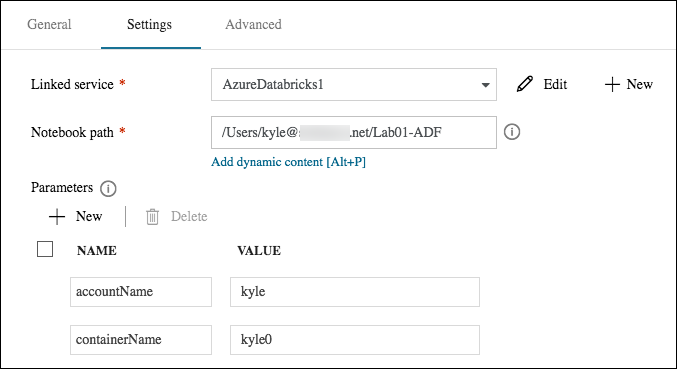 General Settings Advanced
Linked service * AzureDatabricks1 Edit + New
Notebook path * /Users/kyle@ .net/Lab01-ADF
Add dynamic content [Alt+P]
Parameters
+ New Delete
NAME VALUE
accountName kyle
containerName kyle0